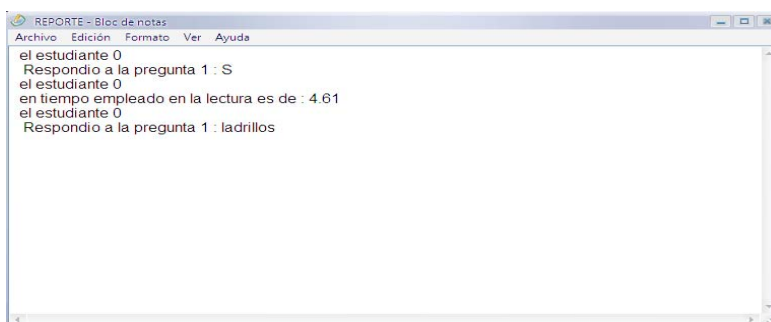 REPORTE - Bloc de notas
Archivo Edición Formato Ver Ayuda
el estudiante 0
Respondio a la pregunta 1 : S
el estudiante 0
en tiempo empleado en la lectura es de : 4.61
el estudiante 0
Respondio a la pregunta 1 : ladrillos